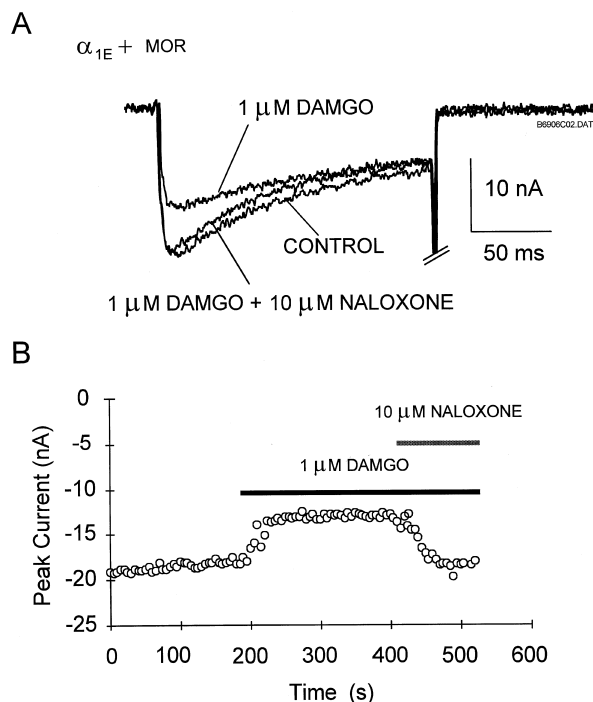 A
α1E + MOR
1 μM DAMGO
B6906C02.DAT
10 nA
50 ms
CONTROL
1 μM DAMGO + 10 μM NALOXONE
B
Peak Current (nA)
0
-5
-10
-15
-20
-25
10 μM NALOXONE
1 μM DAMGO
0 100 200 300 400 500 600
Time (s)